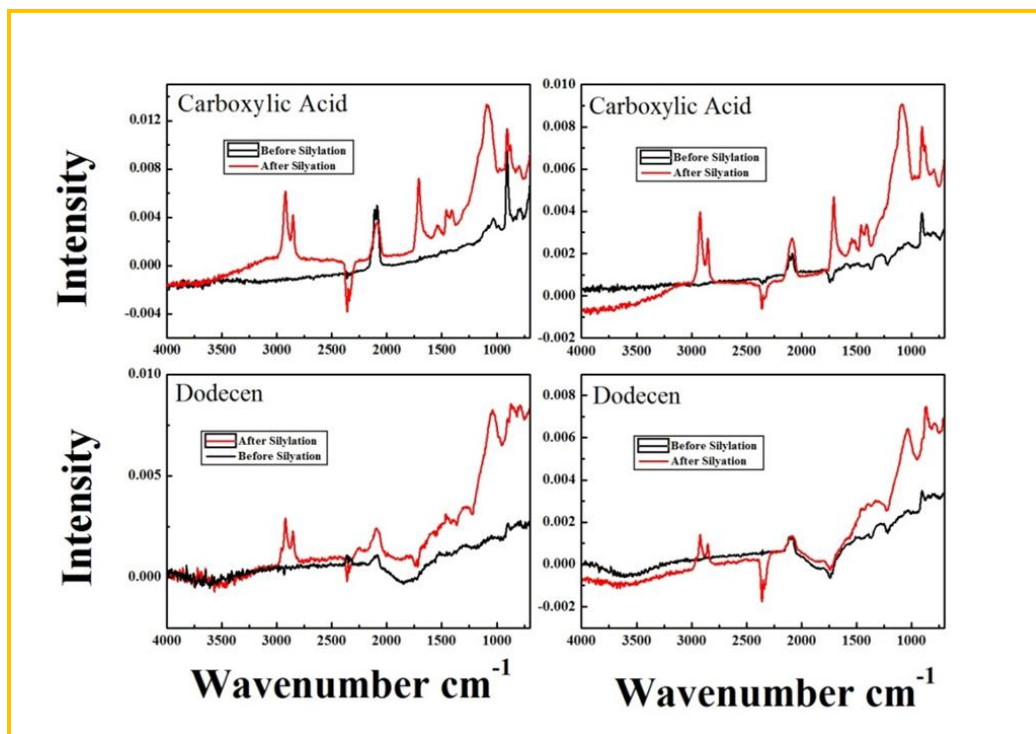 Carboxylic Acid
Before Silylation
After Silyation
0.012
0.008
0.004
0.000
-0.004
4000 3500 3000 2500 2000 1500 1000
Intensity
Carboxylic Acid
Before Silylation
After Silyation
0.010
0.008
0.006
0.004
0.002
0.000
-0.002
4000 3500 3000 2500 2000 1500 1000
Dodecen
After Silylation
Before Silyation
0.010
0.005
0.000
4000 3500 3000 2500 2000 1500 1000
Intensity
Wavenumber cm-1
Dodecen
Before Silylation
After Silyation
0.008
0.006
0.004
0.002
0.000
-0.002
4000 3500 3000 2500 2000 1500 1000
Wavenumber cm-1